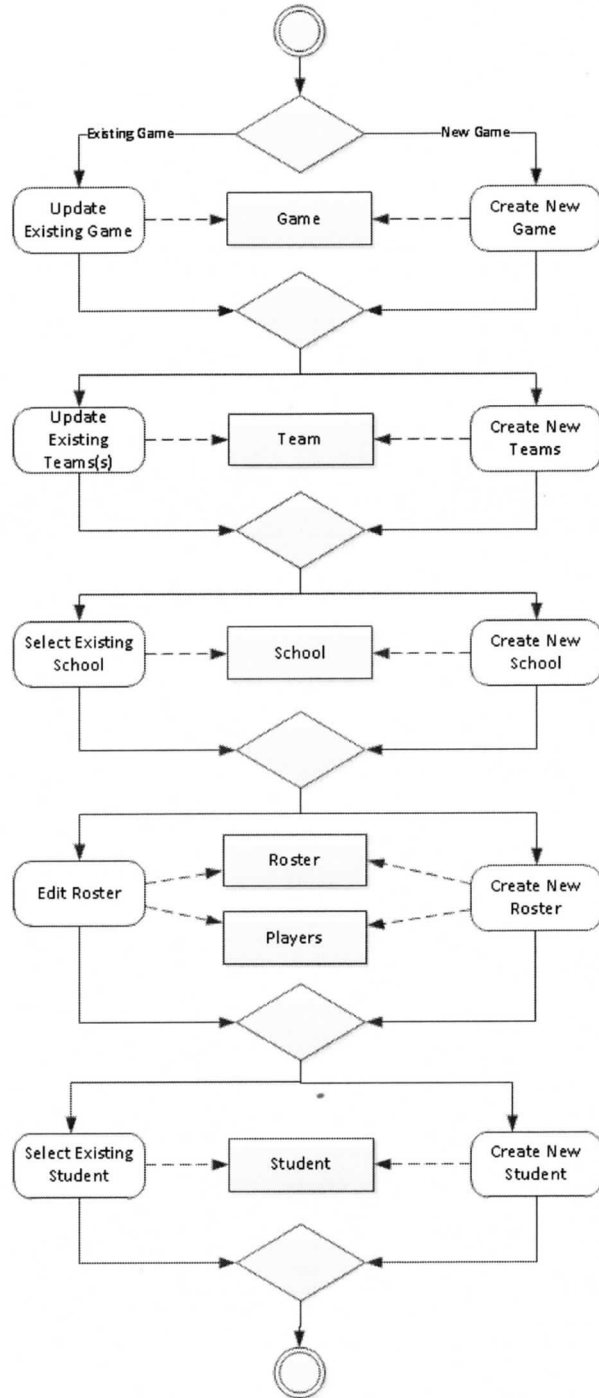 Existing Game
New Game
Update
Existing Game
Game
Create New
Game
Update
Existing
Teams(s)
Team
Create New
Teams
Select Existing
School
School
Create New
School
Edit Roster
Roster
Players
Create New
Roster
Select Existing
Student
Student
Create New
Student